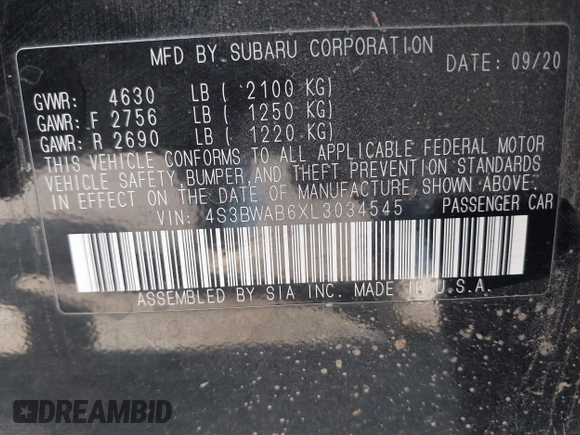 MFD BY SUBARU CORPORATION
DATE: 09/20
GVWR: 4630 LB ( 2100 KG)
GAWR: F 2756 LB ( 1250 KG)
GAWR: R 2690 LB ( 1220 KG)
THIS VEHICLE CONFORMS TO ALL APPLICABLE FEDERAL MOTOR
VEHICLE SAFETY, BUMPER, AND THEFT PREVENTION STANDARDS
IN EFFECT ON THE DATE OF MANUFACTURE SHOWN ABOVE:
VIN: 4S3BWAB6XL3034545 PASSENGER CAR
ASSEMBLED BY SIA INC. MADE IN U.S.A.
DREAMBID